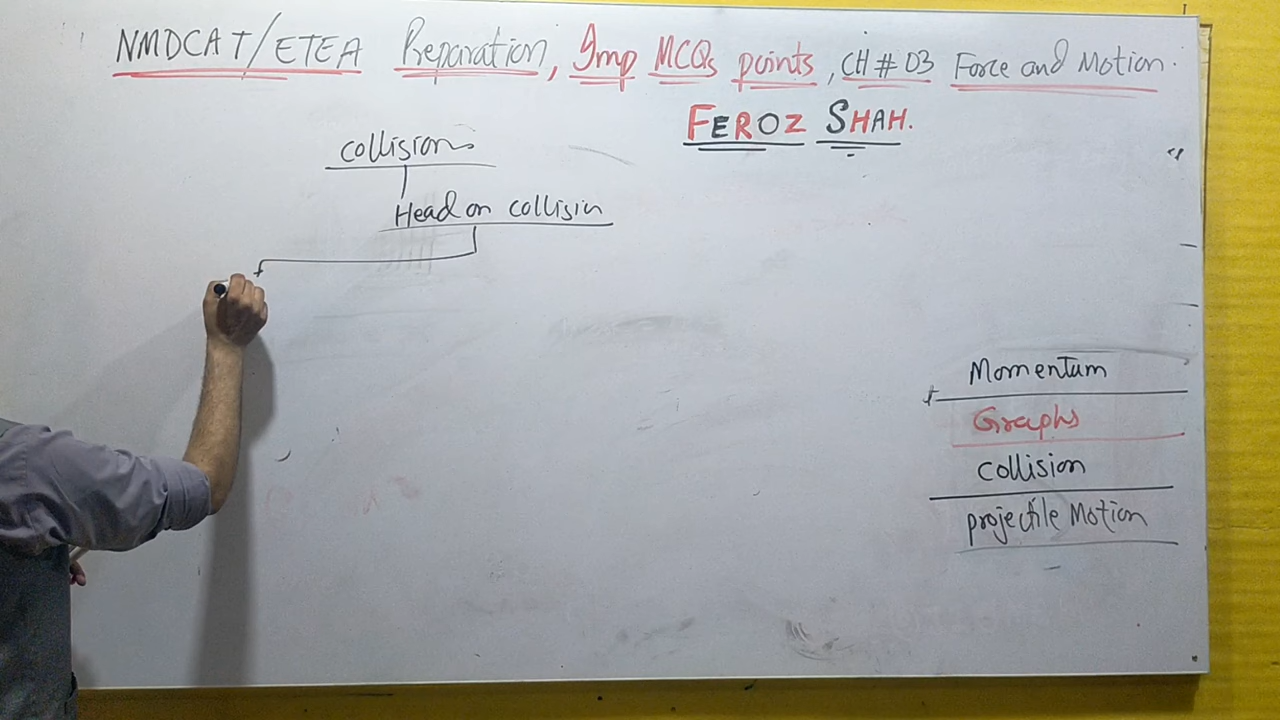 NMDCAT/ETEA Preparation, Imp MCQs points, CH # 03 Force and Motion.
FEROZ SHAH.
collisions
Head on collisin
Momentum
Graphs
collision
projectile Motion